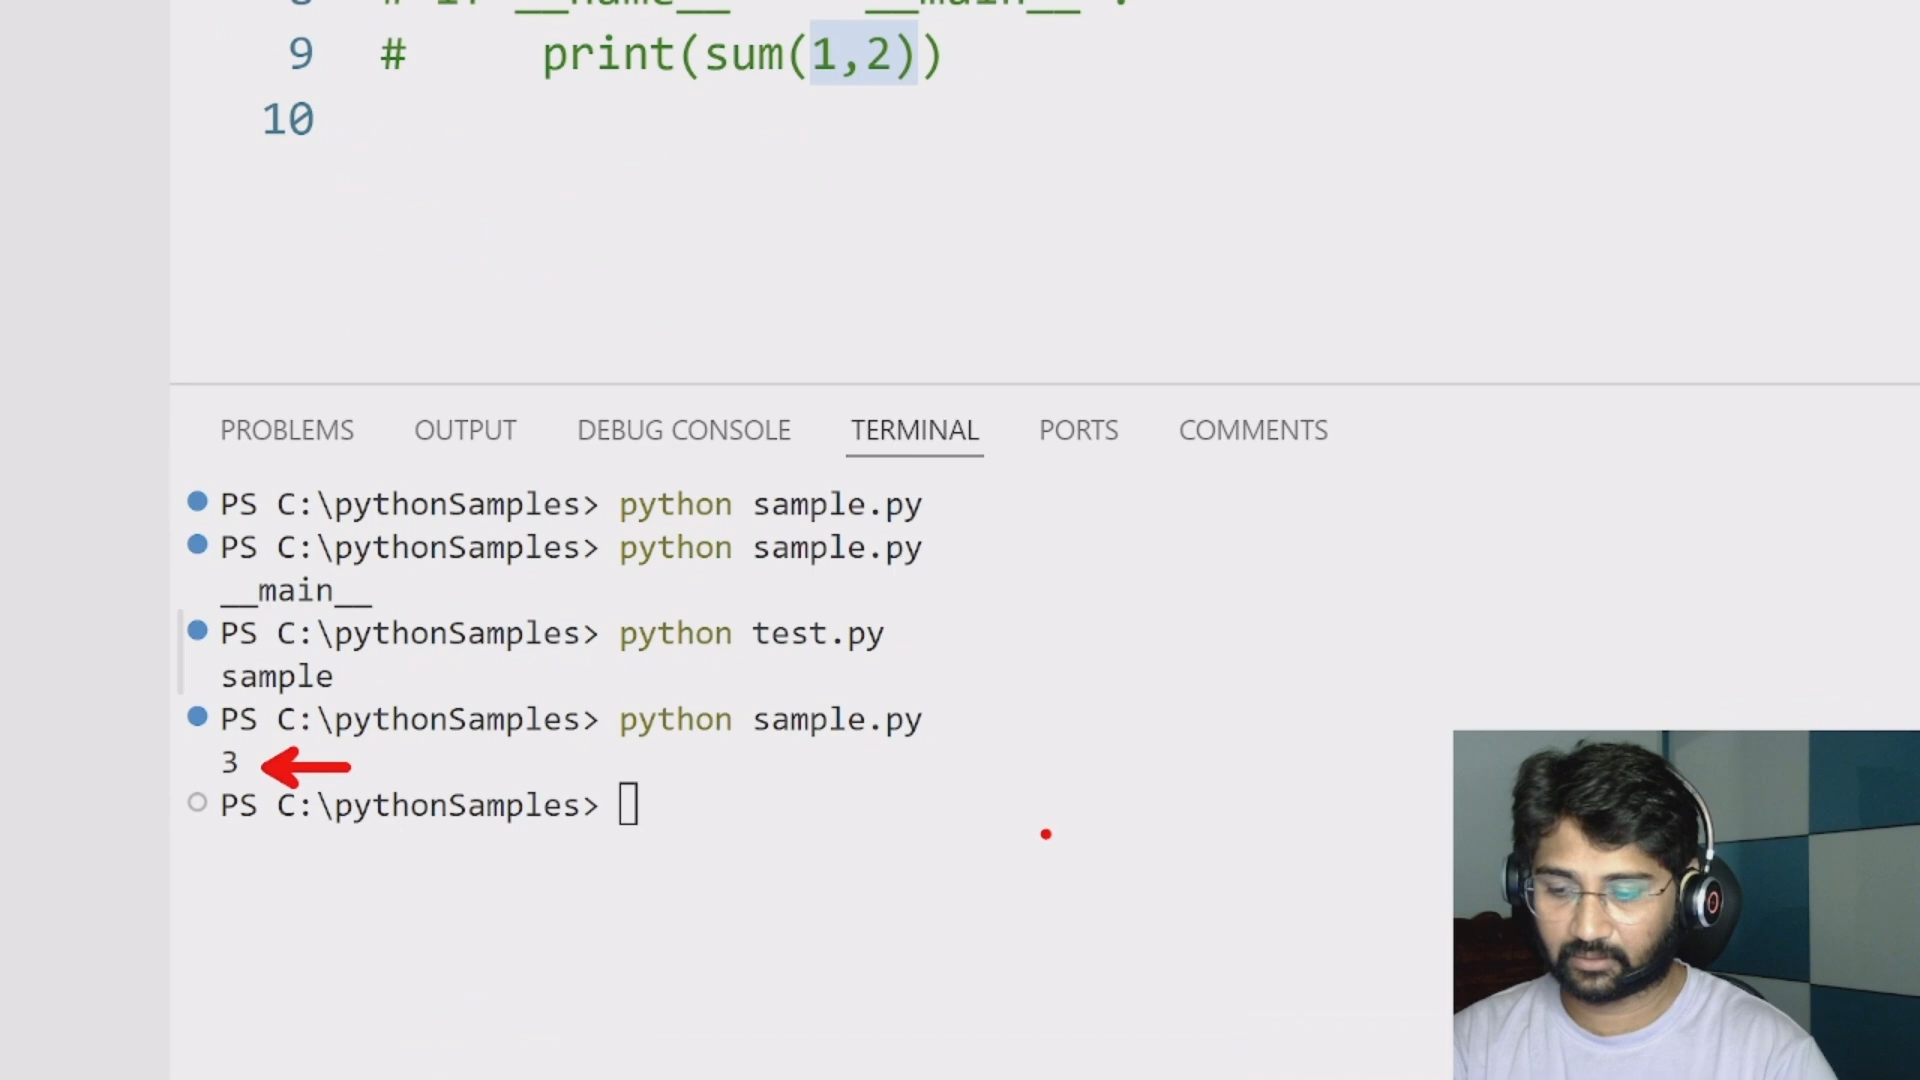 9 # print(sum(1,2))
10
PROBLEMS OUTPUT DEBUG CONSOLE TERMINAL PORTS COMMENTS
PS C:\pythonSamples> python sample.py
PS C:\pythonSamples> python sample.py
__main__
PS C:\pythonSamples> python test.py
sample
PS C:\pythonSamples> python sample.py
3
PS C:\pythonSamples>